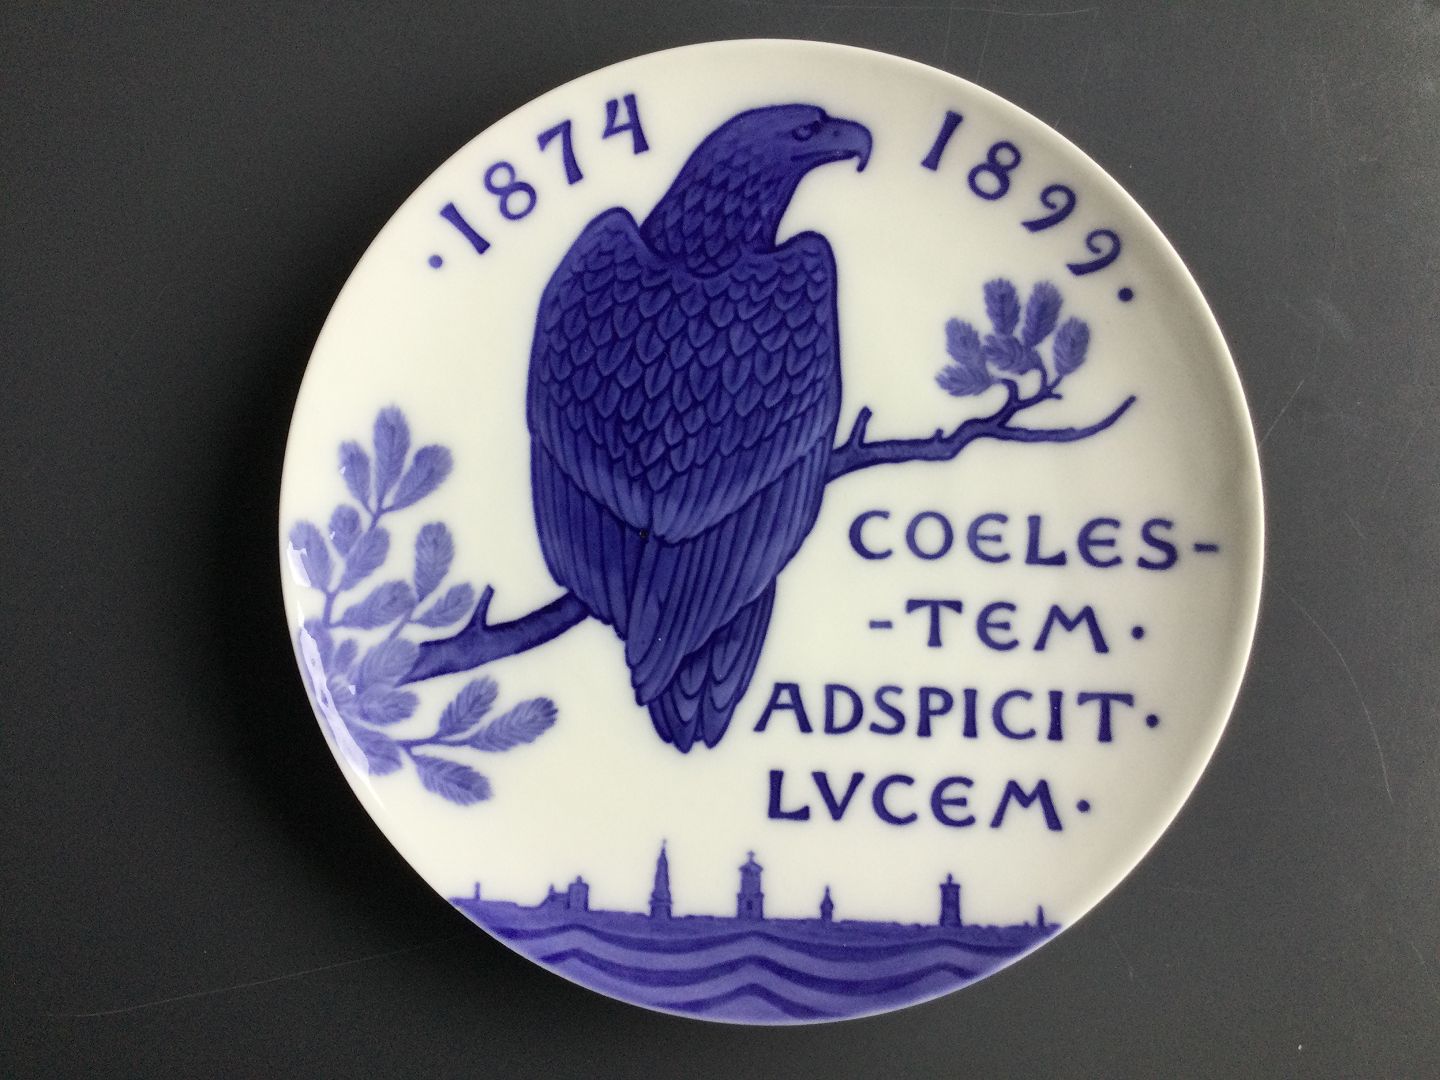 ·1874
1899·
COELES-
-TEM·
ADSPICIT·
LVCEM·